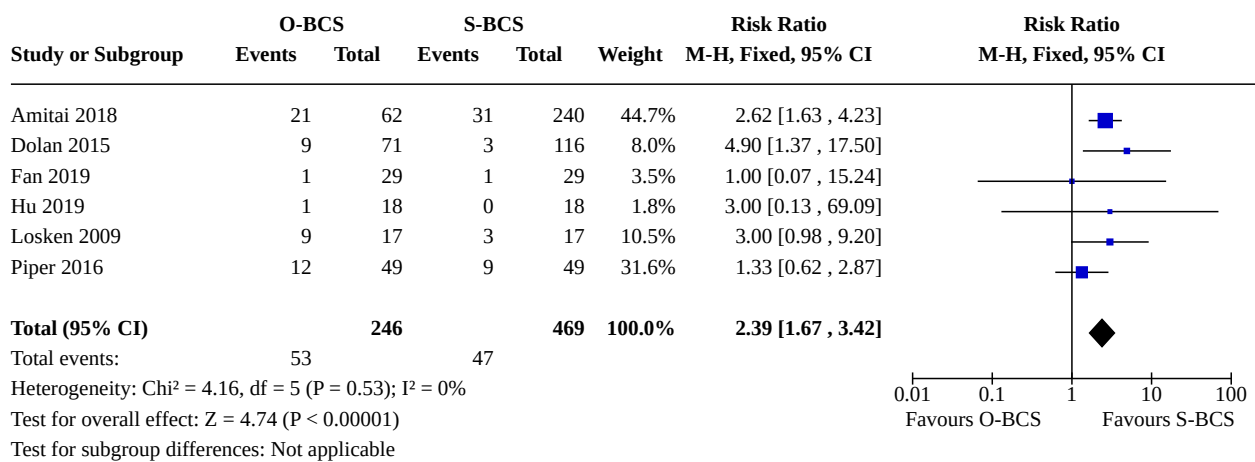 O-BCS S-BCS Risk Ratio Risk Ratio
Study or Subgroup Events Total Events Total Weight M-H, Fixed, 95% CI M-H, Fixed, 95% CI
Amitai 2018 21 62 31 240 44.7% 2.62 [1.63 , 4.23]
Dolan 2015 9 71 3 116 8.0% 4.90 [1.37 , 17.50]
Fan 2019 1 29 1 29 3.5% 1.00 [0.07 , 15.24]
Hu 2019 1 18 0 18 1.8% 3.00 [0.13 , 69.09]
Losken 2009 9 17 3 17 10.5% 3.00 [0.98 , 9.20]
Piper 2016 12 49 9 49 31.6% 1.33 [0.62 , 2.87]
Total (95% CI) 246 469 100.0% 2.39 [1.67 , 3.42]
Total events: 53 47
Heterogeneity: Chi² = 4.16, df = 5 (P = 0.53); I² = 0%
0.01 0.1 1 10 100
Test for overall effect: Z = 4.74 (P < 0.00001)
Favours O-BCS Favours S-BCS
Test for subgroup differences: Not applicable